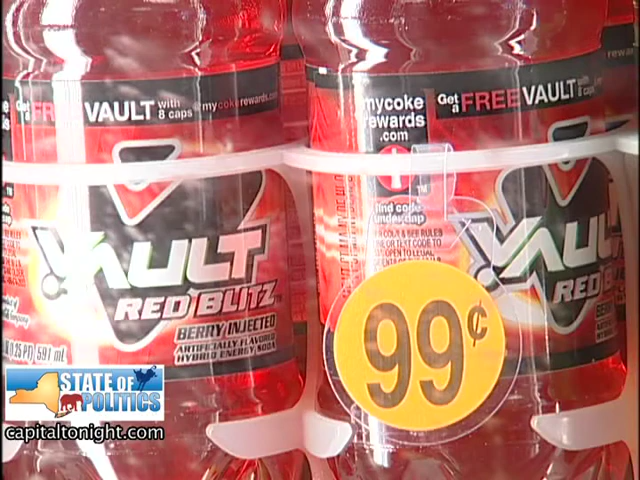 Get a FREE VAULT with 8 caps @mycokerewards.com
VAULT
RED BLITZ
BERRY INJECTED
ARTIFICIALLY FLAVORED
HYBRID ENERGY SODA
591 mL
mycoke
rewards
.com
Get a FREE VAULT with 8 caps
find code
under cap
VAULT
RED B
99¢
STATE OF
POLITICS
capitaltonight.com